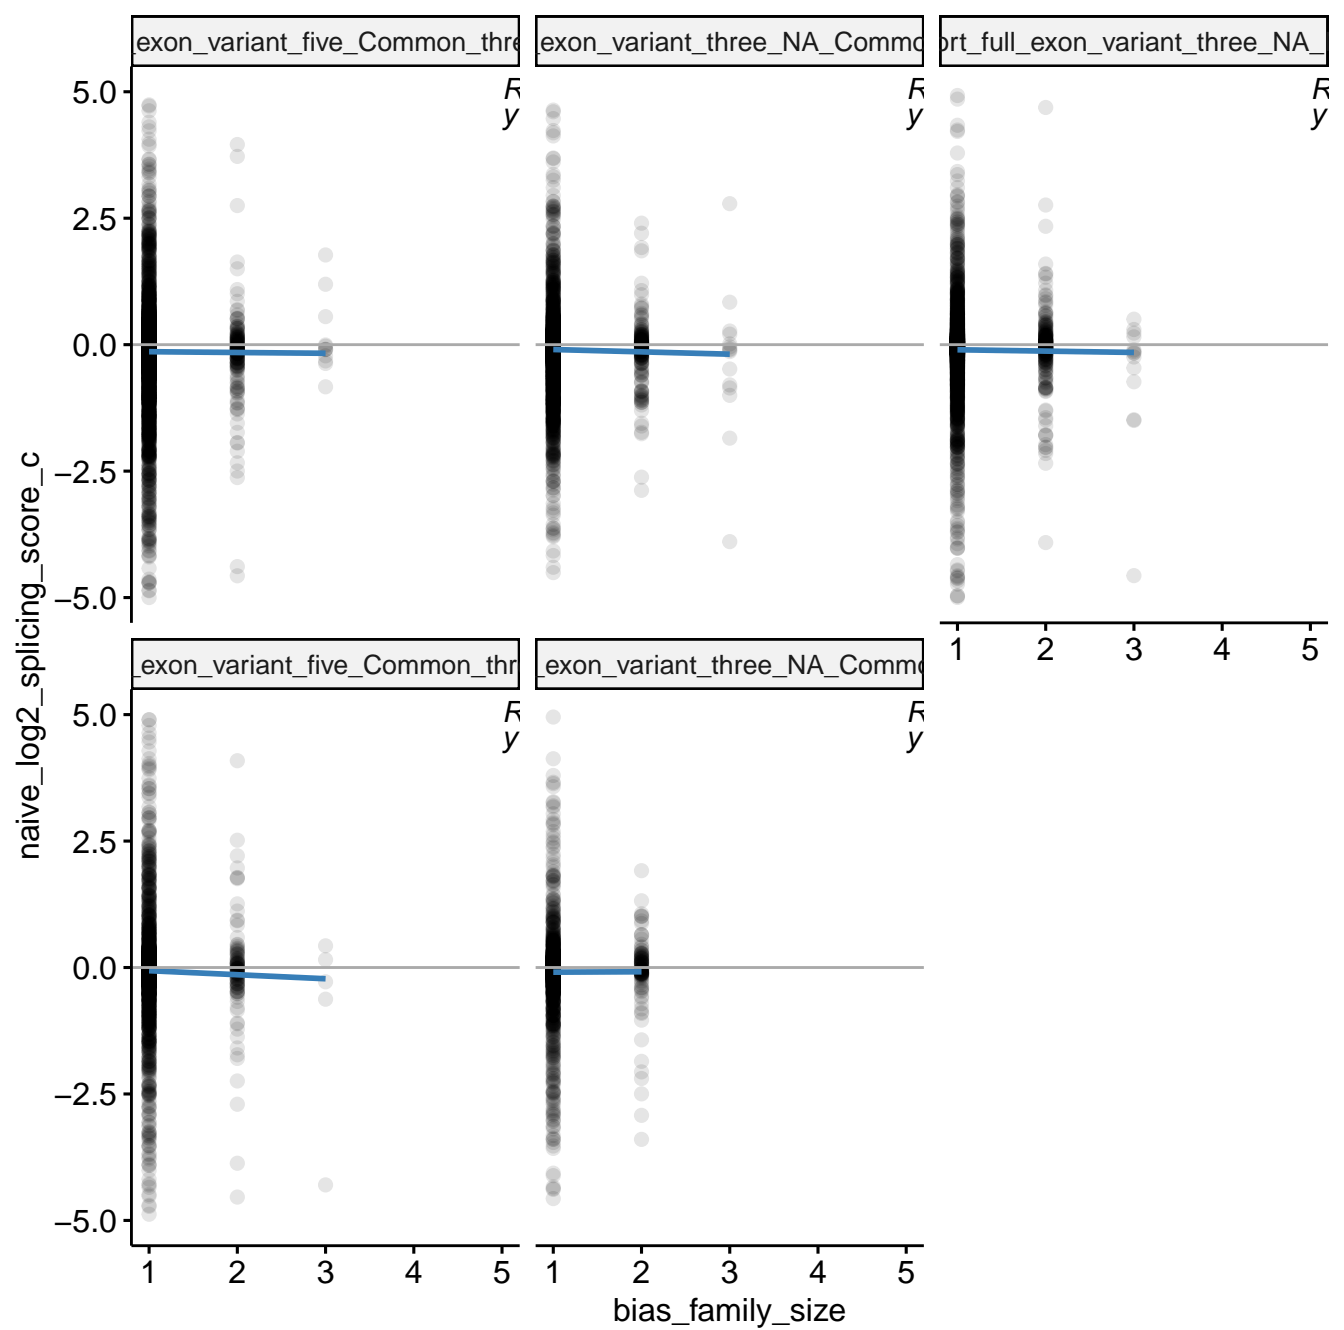 _exon_variant_five_Common_thre
_exon_variant_three_NA_Commo
ort_full_exon_variant_three_NA_
5.0
2.5
0.0
−2.5
−5.0
R
y
R
y
R
y
1 2 3 4 5
_exon_variant_five_Common_thr
_exon_variant_three_NA_Commo
5.0
2.5
0.0
−2.5
−5.0
R
y
R
y
1 2 3 4 5
1 2 3 4 5
bias_family_size
naive_log2_splicing_score_c